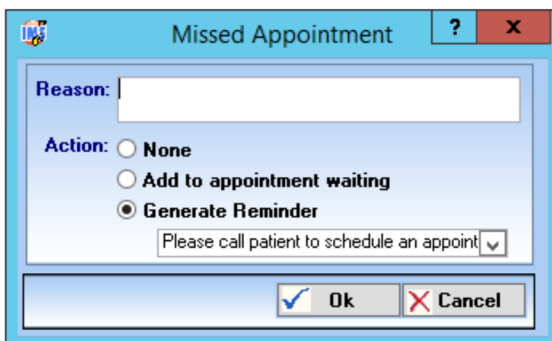 IMS
Missed Appointment
?
X
Reason:
Action:
None
Add to appointment waiting
Generate Reminder
Please call patient to schedule an appoint
Ok
Cancel